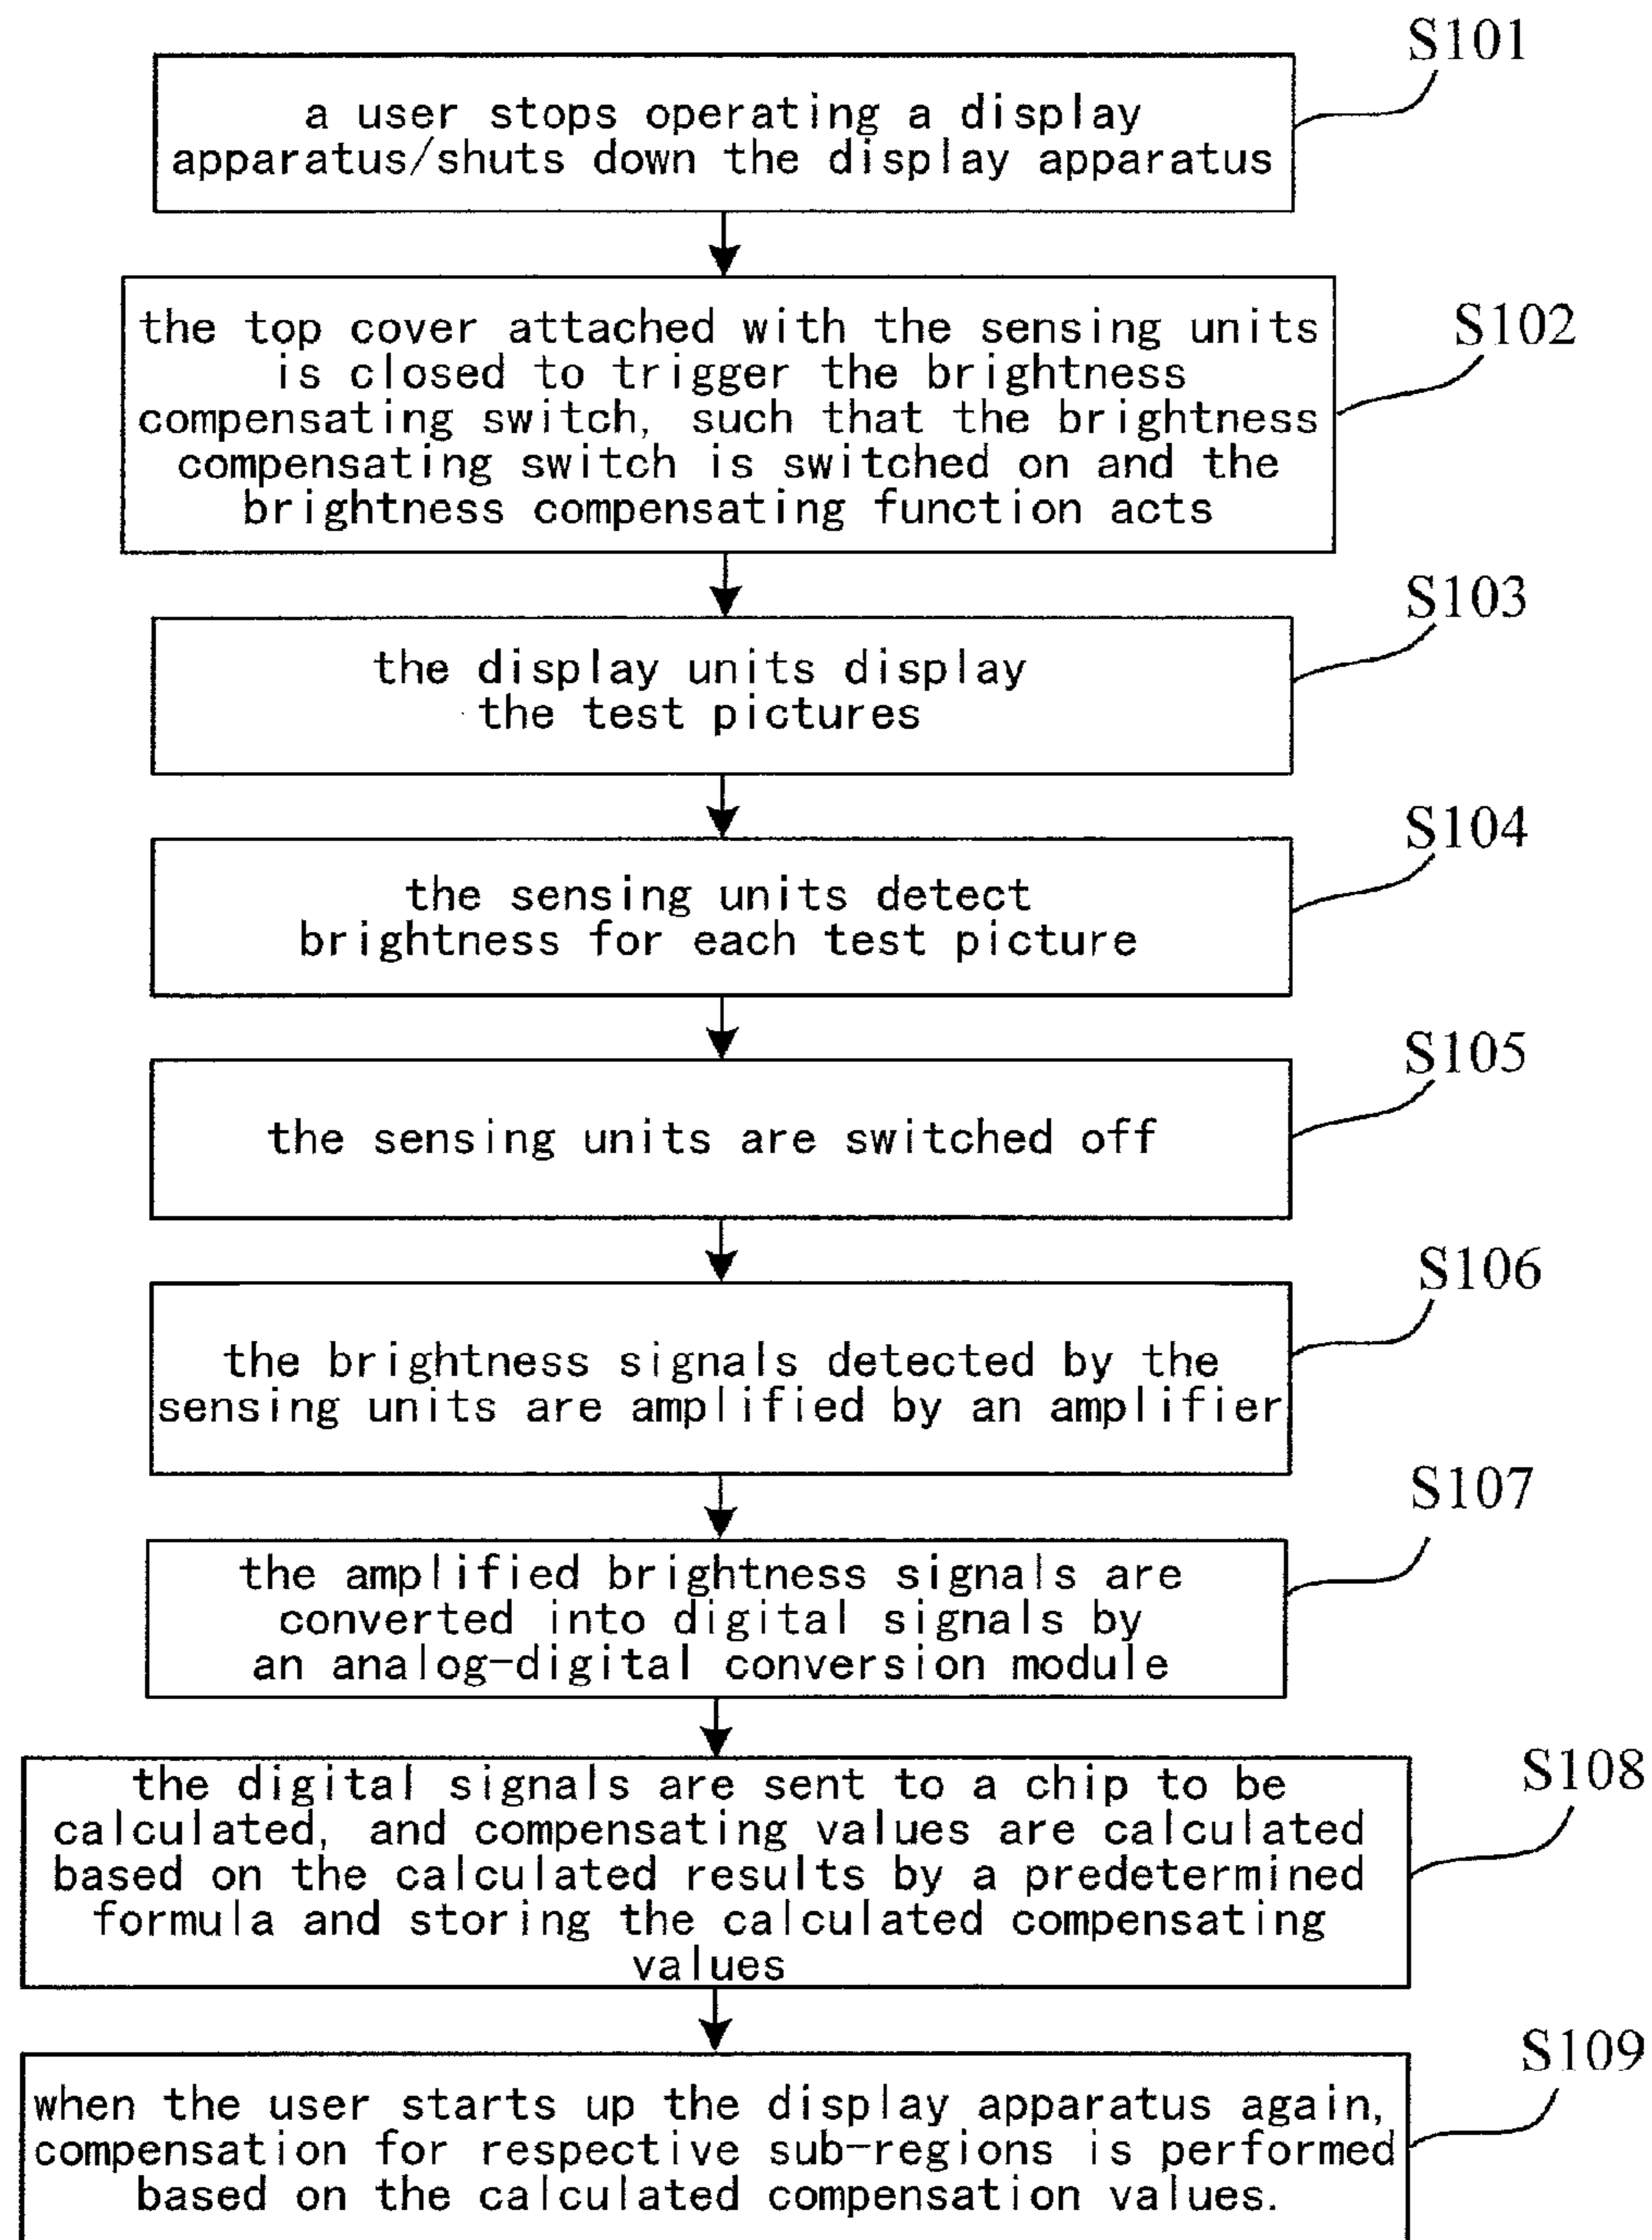 S101
a user stops operating a display
apparatus/shuts down the display apparatus
S102
the top cover attached with the sensing units
is closed to trigger the brightness
compensating switch, such that the brightness
compensating switch is switched on and the
brightness compensating function acts
S103
the display units display
the test pictures
S104
the sensing units detect
brightness for each test picture
S105
the sensing units are switched off
S106
the brightness signals detected by the
sensing units are amplified by an amplifier
S107
the amplified brightness signals are
converted into digital signals by
an analog-digital conversion module
S108
the digital signals are sent to a chip to be
calculated, and compensating values are calculated
based on the calculated results by a predetermined
formula and storing the calculated compensating
values
S109
when the user starts up the display apparatus again,
compensation for respective sub-regions is performed
based on the calculated compensation values.